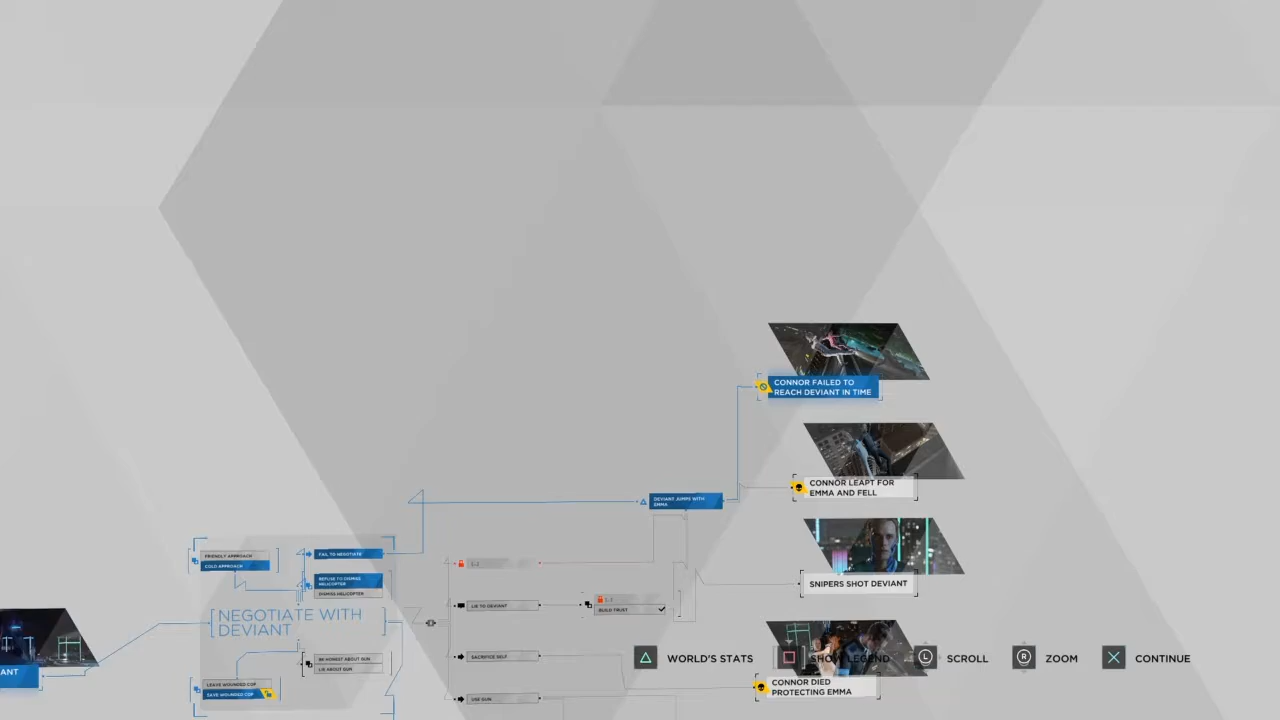 CONNOR FAILED TO
REACH DEVIANT IN TIME
CONNOR LEAPT FOR
EMMA AND FELL
DEVIANT JUMPS WITH
EMMA
SNIPERS SHOT DEVIANT
FRIENDLY APPROACH
COLD APPROACH
FAIL TO NEGOTIATE
REFUSE TO DISMISS
HELICOPTER
DISMISS HELICOPTER
NEGOTIATE WITH
DEVIANT
LIE TO DEVIANT
BUILD TRUST
BE HONEST ABOUT GUN
LIE ABOUT GUN
SACRIFICE SELF
LEAVE WOUNDED COP
SAVE WOUNDED COP
USE GUN
ANT
CONNOR DIED
PROTECTING EMMA
WORLD'S STATS
SHOW LEGEND
L
SCROLL
R
ZOOM
CONTINUE